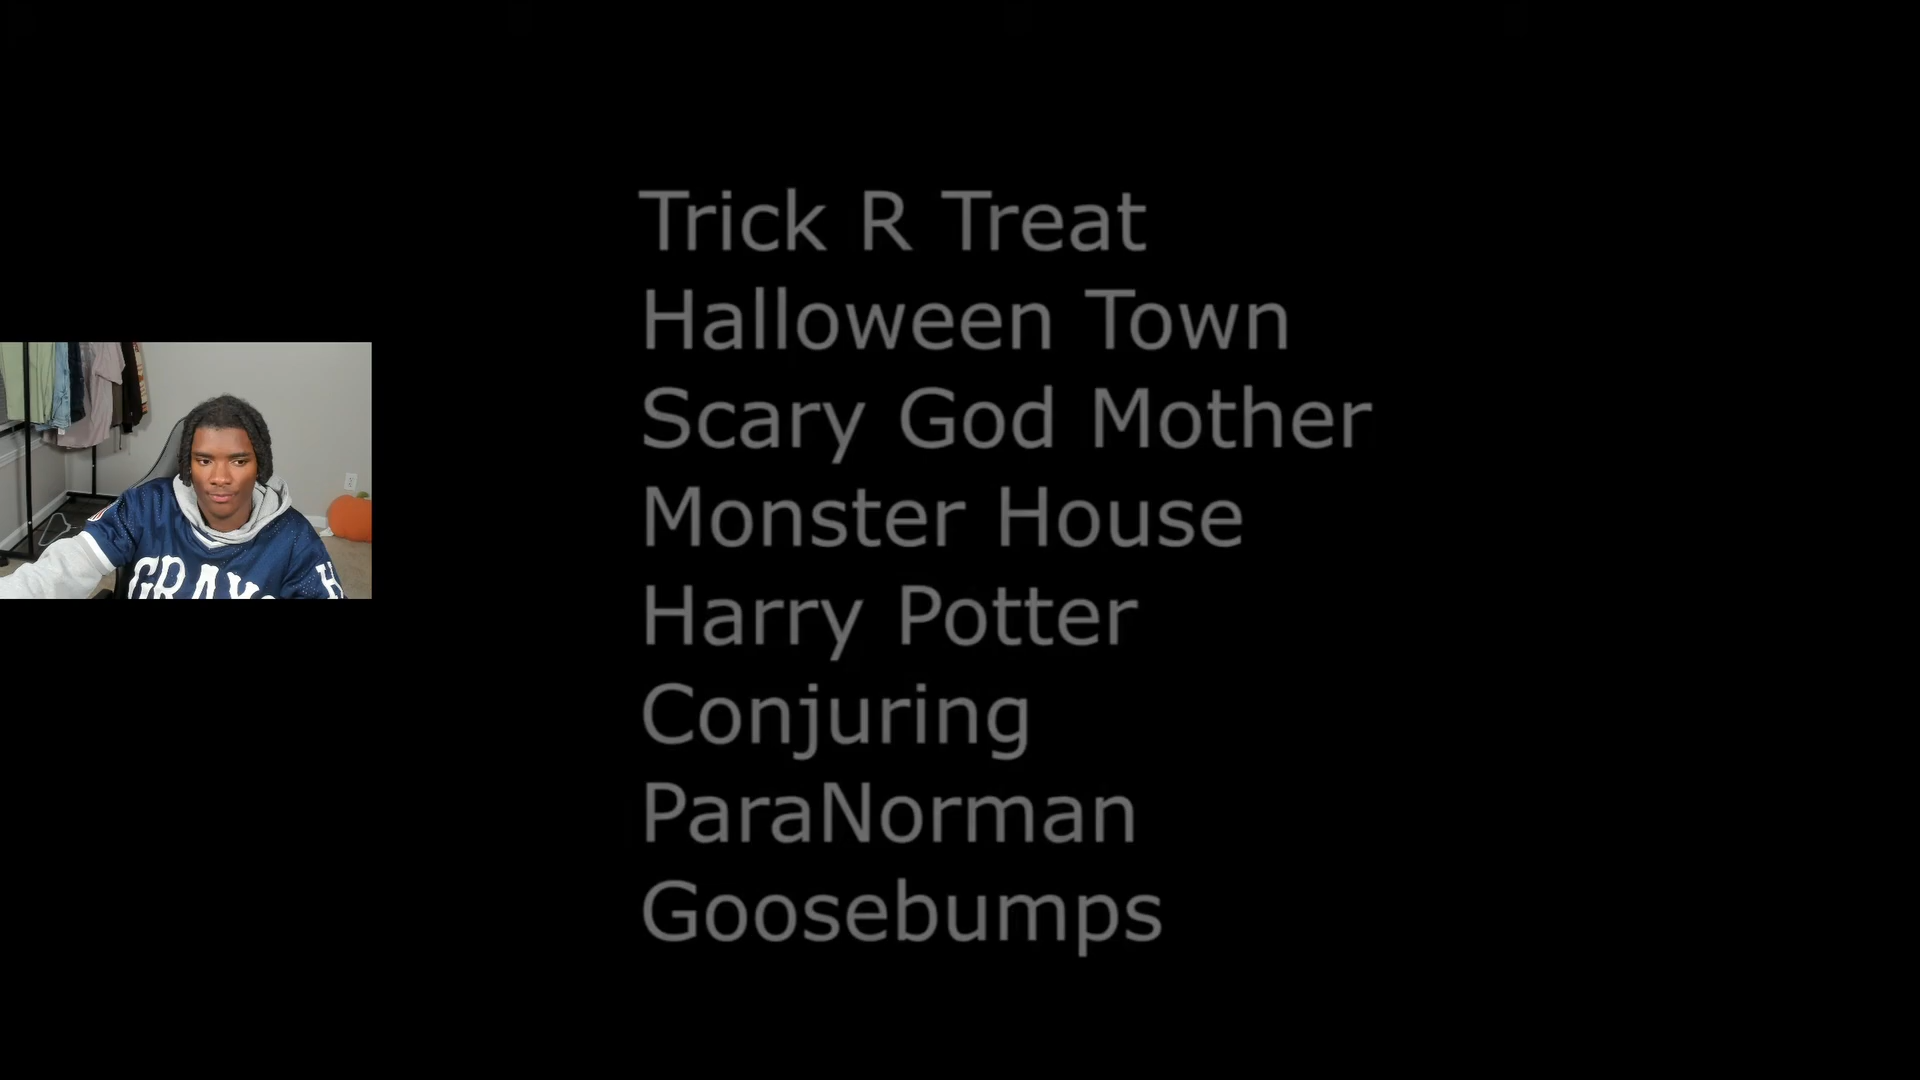 Trick R Treat
Halloween Town
Scary God Mother
Monster House
Harry Potter
Conjuring
ParaNorman
Goosebumps